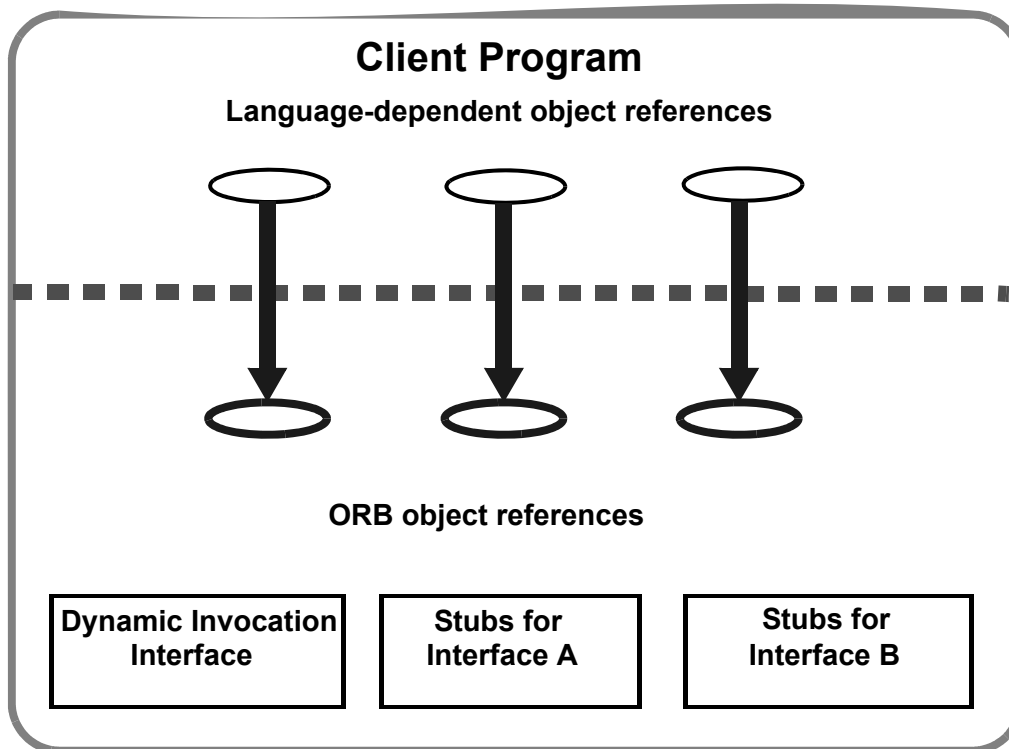 Client Program
Language-dependent object references
ORB object references
Dynamic Invocation
Interface
Stubs for
Interface A
Stubs for
Interface B